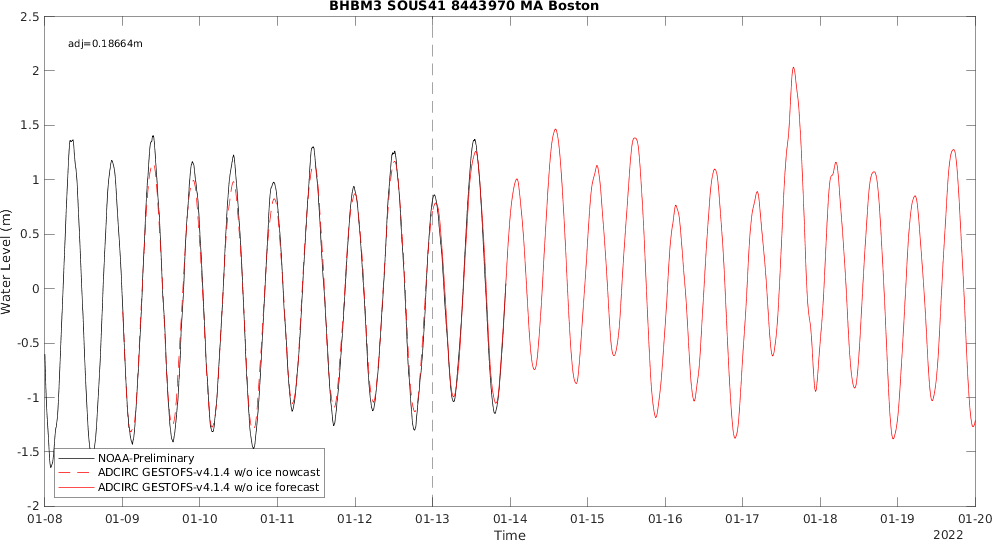 BHBM3 SOUS41 8443970 MA Boston
adj=0.18664m
2.5
2
1.5
1
0.5
0
-0.5
-1
-1.5
-2
Water Level (m)
NOAA-Preliminary
ADCIRC GESTOFS-v4.1.4 w/o ice nowcast
ADCIRC GESTOFS-v4.1.4 w/o ice forecast
01-08 01-09 01-10 01-11 01-12 01-13 01-14 01-15 01-16 01-17 01-18 01-19 01-20
Time
2022